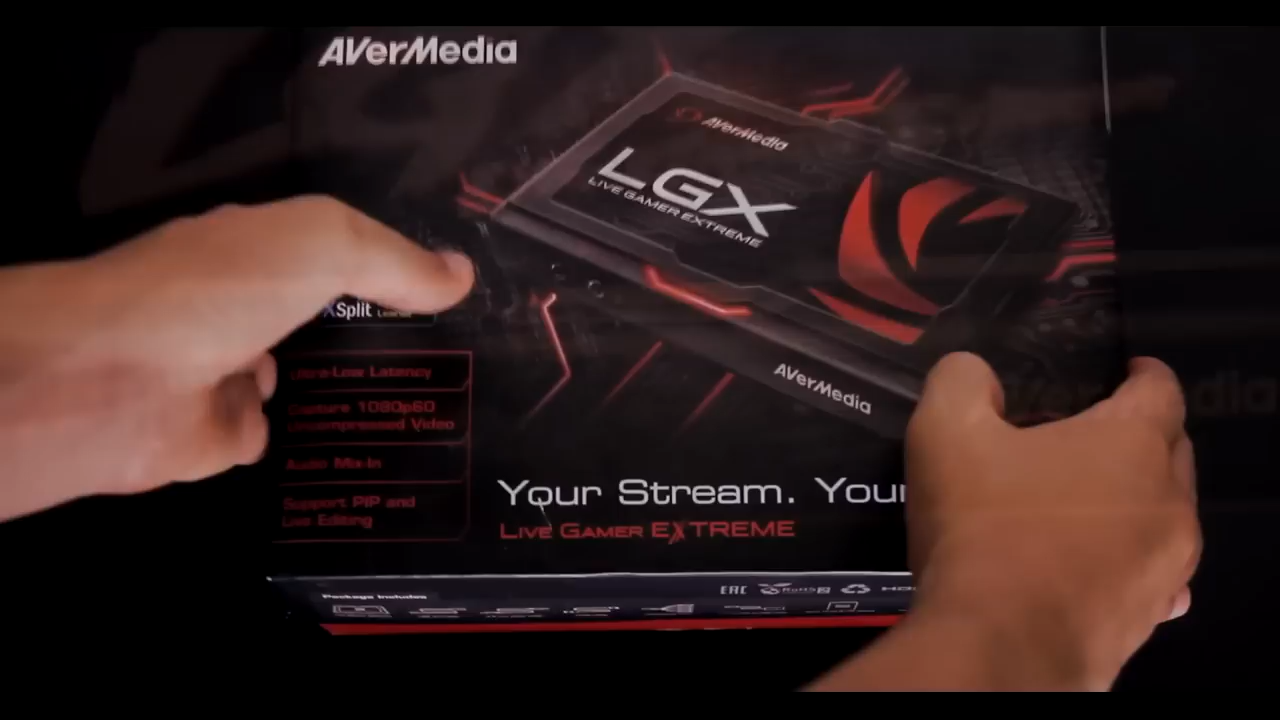 AVerMedia
AVerMedia
LGX
LIVE GAMER EXTREME
XSplit
AVerMedia
Ultra-Low Latency
Capture 1080p60
Uncompressed Video
Audio Mix-In
Support PIP and
Live Editing
Your Stream. Your
LIVE GAMER EXTREME
Package Includes
EAC
RoHS